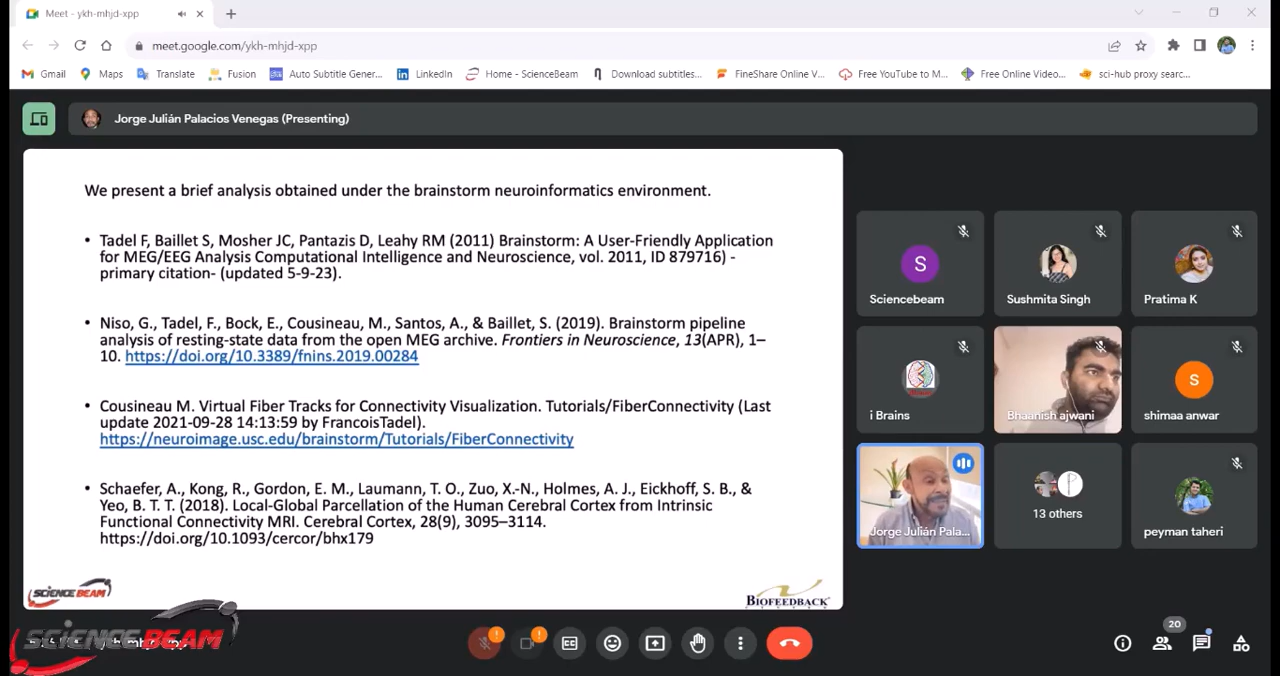 Meet - ykh-mhjd-xpp
meet.google.com/ykh-mhjd-xpp
Gmail
Maps
Translate
Fusion
Auto Subtitle Gener...
LinkedIn
Home - ScienceBeam
Download subtitles...
FineShare Online V...
Free YouTube to M...
Free Online Video...
sci-hub proxy searc...
Jorge Julián Palacios Venegas (Presenting)
We present a brief analysis obtained under the brainstorm neuroinformatics environment.
• Tadel F, Baillet S, Mosher JC, Pantazis D, Leahy RM (2011) Brainstorm: A User-Friendly Application
for MEG/EEG Analysis Computational Intelligence and Neuroscience, vol. 2011, ID 879716) -
primary citation- (updated 5-9-23).
• Niso, G., Tadel, F., Bock, E., Cousineau, M., Santos, A., & Baillet, S. (2019). Brainstorm pipeline
analysis of resting-state data from the open MEG archive. Frontiers in Neuroscience, 13(APR), 1–
10. https://doi.org/10.3389/fnins.2019.00284
• Cousineau M. Virtual Fiber Tracks for Connectivity Visualization. Tutorials/FiberConnectivity (Last
update 2021-09-28 14:13:59 by FrancoisTadel).
https://neuroimage.usc.edu/brainstorm/Tutorials/FiberConnectivity
• Schaefer, A., Kong, R., Gordon, E. M., Laumann, T. O., Zuo, X.-N., Holmes, A. J., Eickhoff, S. B., &
Yeo, B. T. T. (2018). Local-Global Parcellation of the Human Cerebral Cortex from Intrinsic
Functional Connectivity MRI. Cerebral Cortex, 28(9), 3095–3114.
https://doi.org/10.1093/cercor/bhx179
SCIENCE BEAM
BIOFEEDBACK
S
Sciencebeam
Sushmita Singh
Pratima K
i Brains
Bhaanish ajwani
S
shimaa anwar
Jorge Julián Pala...
P
13 others
peyman taheri
SCIENCE BEAM
20